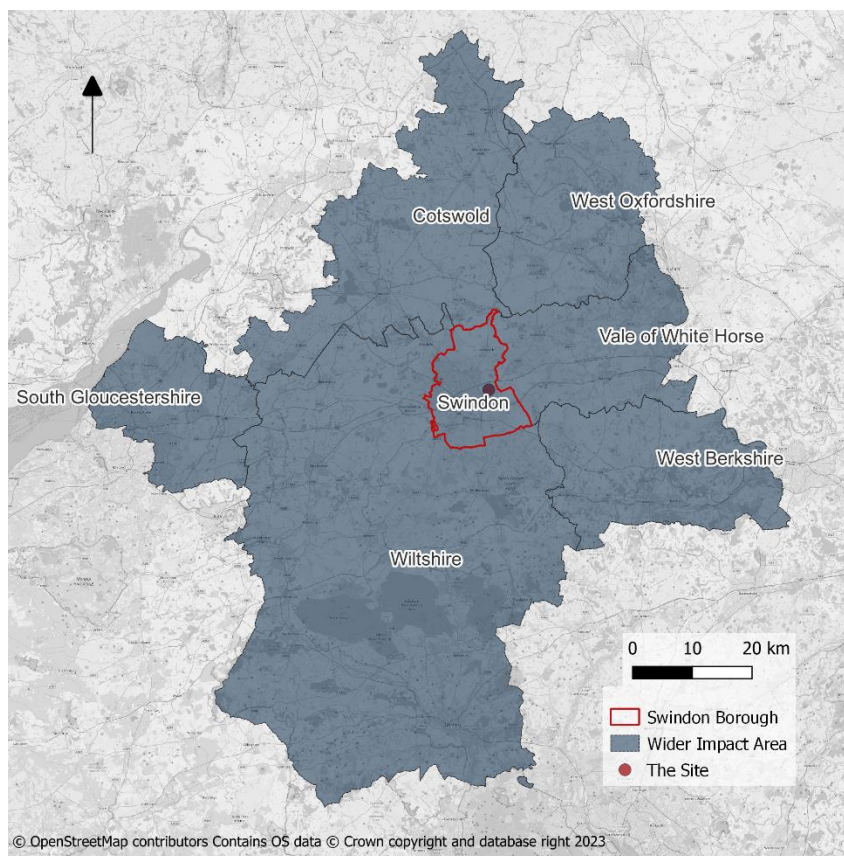 West Oxfordshire
Cotswold
Vale of White Horse
South Gloucestershire
Swindon
West Berkshire
Wiltshire
0 10 20 km
Swindon Borough
Wider Impact Area
The Site
© OpenStreetMap contributors Contains OS data © Crown copyright and database right 2023